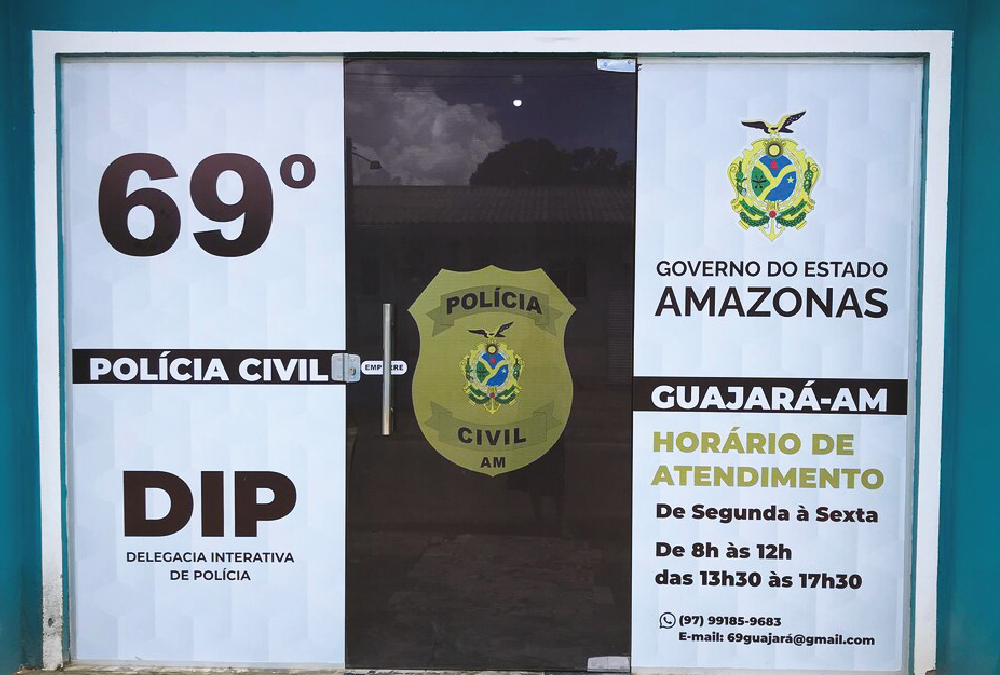 69º
POLÍCIA CIVIL
DIP
DELEGACIA INTERATIVA
DE POLÍCIA
POLÍCIA
CIVIL
AM
GOVERNO DO ESTADO
AMAZONAS
GUAJARÁ-AM
HORÁRIO DE
ATENDIMENTO
De Segunda à Sexta
De 8h às 12h
das 13h30 às 17h30
(97) 99185-9683
E-mail: 69guajará@gmail.com